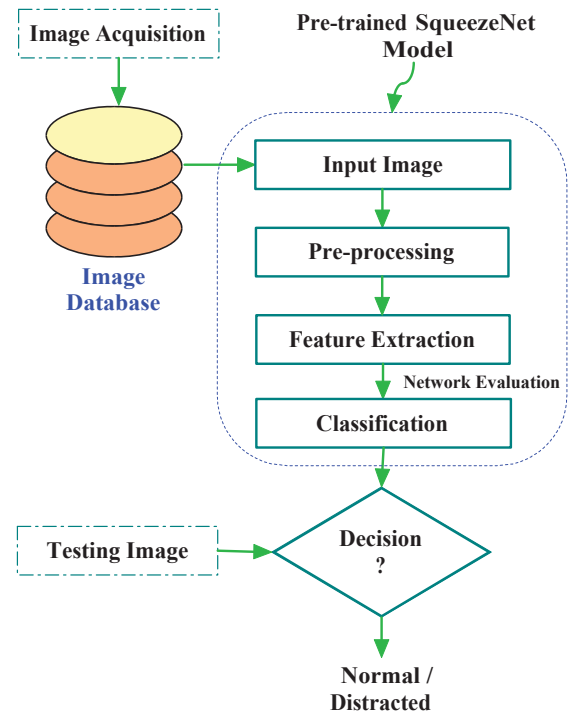 Image Acquisition
Pre-trained SqueezeNet
Model
Input Image
Image
Database
Pre-processing
Feature Extraction
Network Evaluation
Classification
Testing Image
Decision
?
Normal /
Distracted